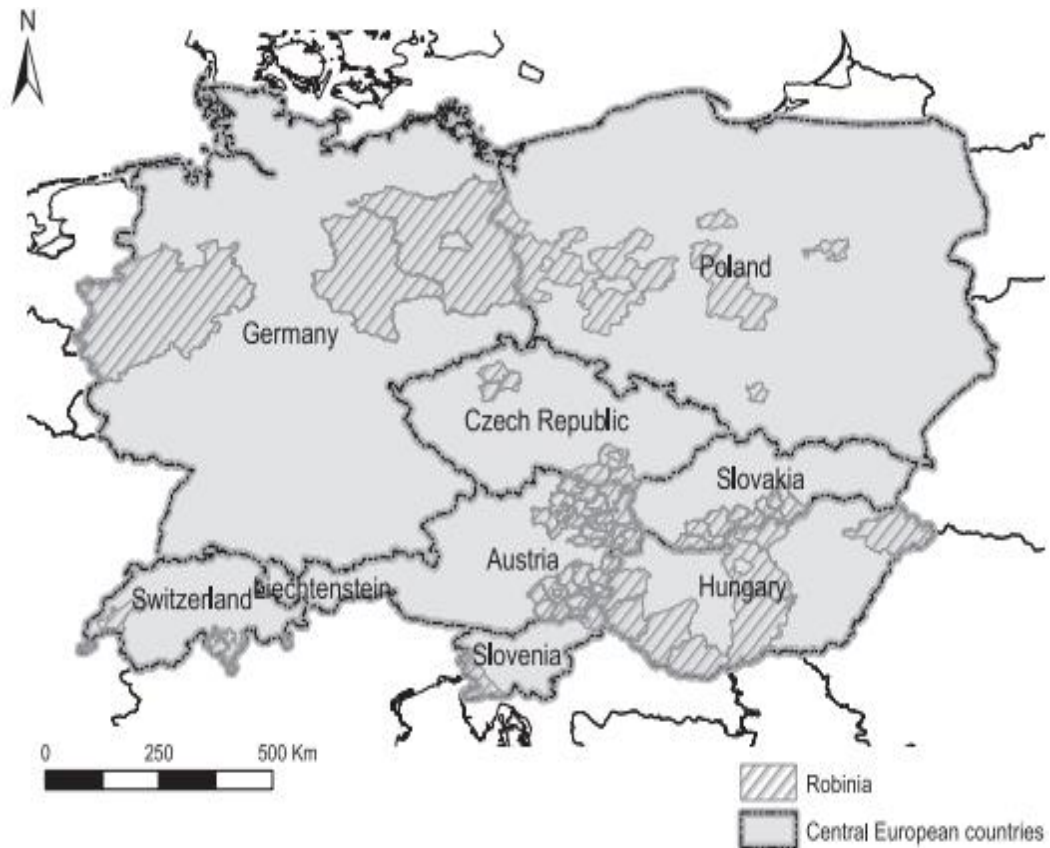 N
Poland
Germany
Czech Republic
Slovakia
Austria
Hungary
Liechtenstein
Switzerland
Slovenia
0 250 500 Km
Robinia
Central European countries